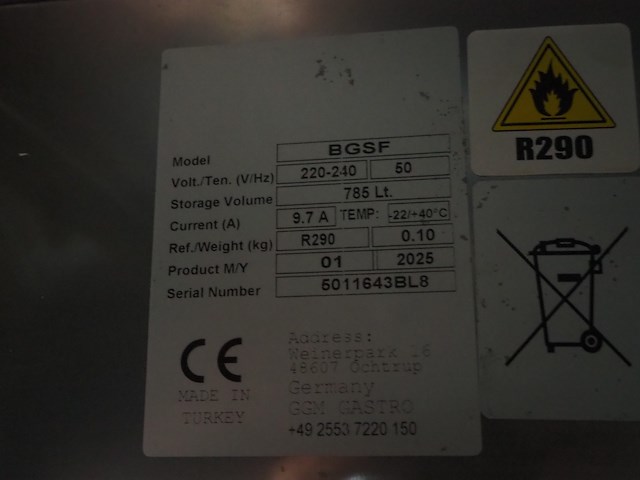 Model BGSF
Volt./Ten. (V/Hz) 220-240 50
Storage Volume 785 Lt.
Current (A) 9.7 A TEMP: -22/+40°C
Ref./Weight (kg) R290 0.10
Product M/Y 01 2025
Serial Number 5011643BL8
CE
MADE IN
TURKEY
Address:
Weinerpark 16
48607 Ochtrup
Germany
GGM GASTRO
+49 2553 7220 150
R290